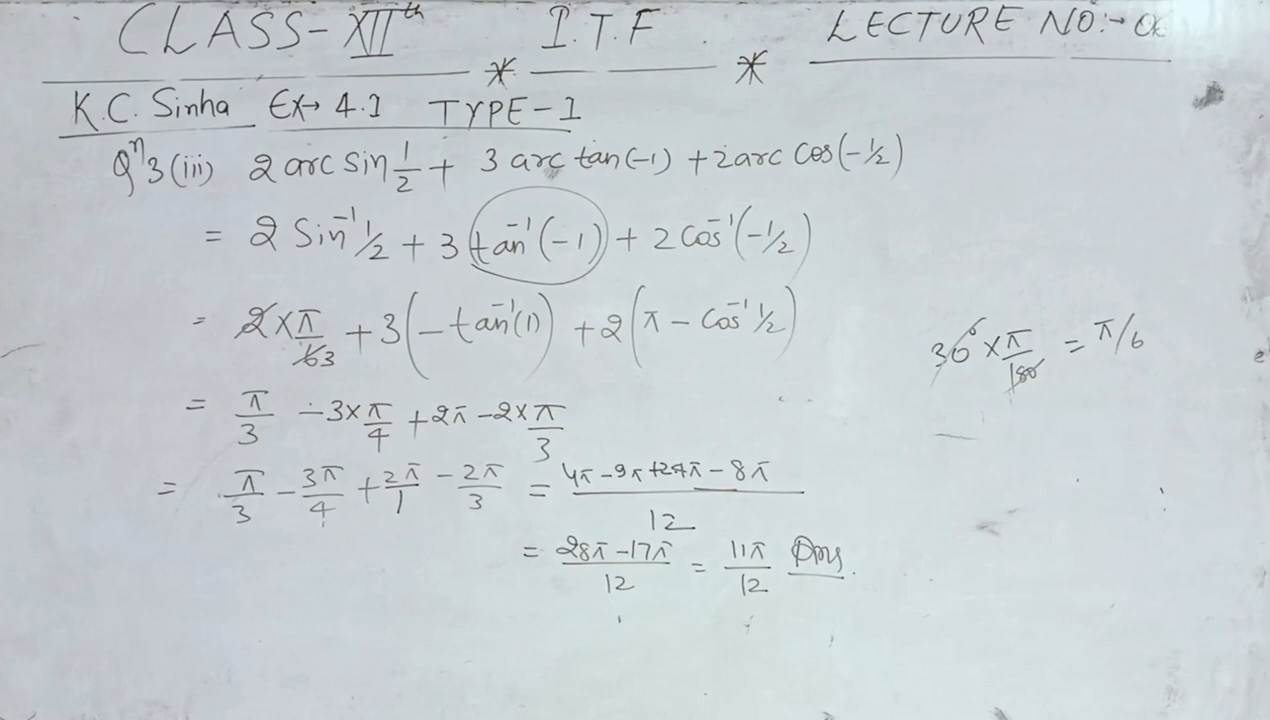 CLASS-XIIth * I.T.F * LECTURE NO:-
K.C. Sinha EX→ 4.1 TYPE-1
Qⁿ3(iii) 2 arc sin 1/2 + 3 arc tan(-1) + 2 arc cos(-1/2)
= 2 Sin⁻¹ 1/2 + 3 tan⁻¹(-1) + 2 cos⁻¹(-1/2)
= 2×π/63 + 3(-tan⁻¹(1)) + 2(π - cos⁻¹ 1/2)
30 × π/180 = π/6
= π/3 - 3×π/4 + 2π - 2×π/3
= π/3 - 3π/4 + 2π/1 - 2π/3 = 4π - 9π + 24π - 8π / 12
= 28π - 17π / 12 = 11π/12 Ans.